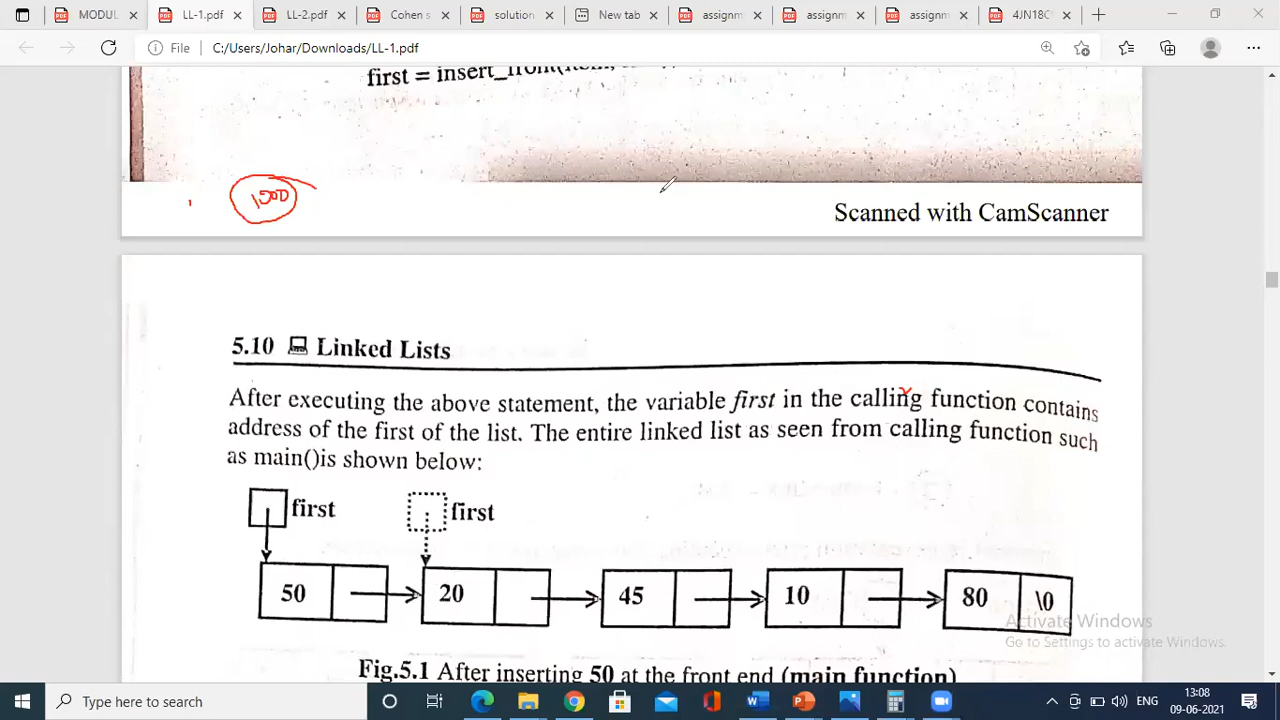 MODUL
LL-1.pdf
LL-2.pdf
Cohen s
solution
New tab
assignm
assignm
assignm
4JN18C
File
C:/Users/Johar/Downloads/LL-1.pdf
first = insert_front(item,
1500
Scanned with CamScanner
5.10 Linked Lists
After executing the above statement, the variable first in the calling function contains
address of the first of the list. The entire linked list as seen from calling function such
as main()is shown below:
first first
50 20 45 10 80 \0
Activate Windows
Go to Settings to activate Windows.
Fig.5.1 After inserting 50 at the front end (main function)
Type here to search
ENG
13:08
09-06-2021